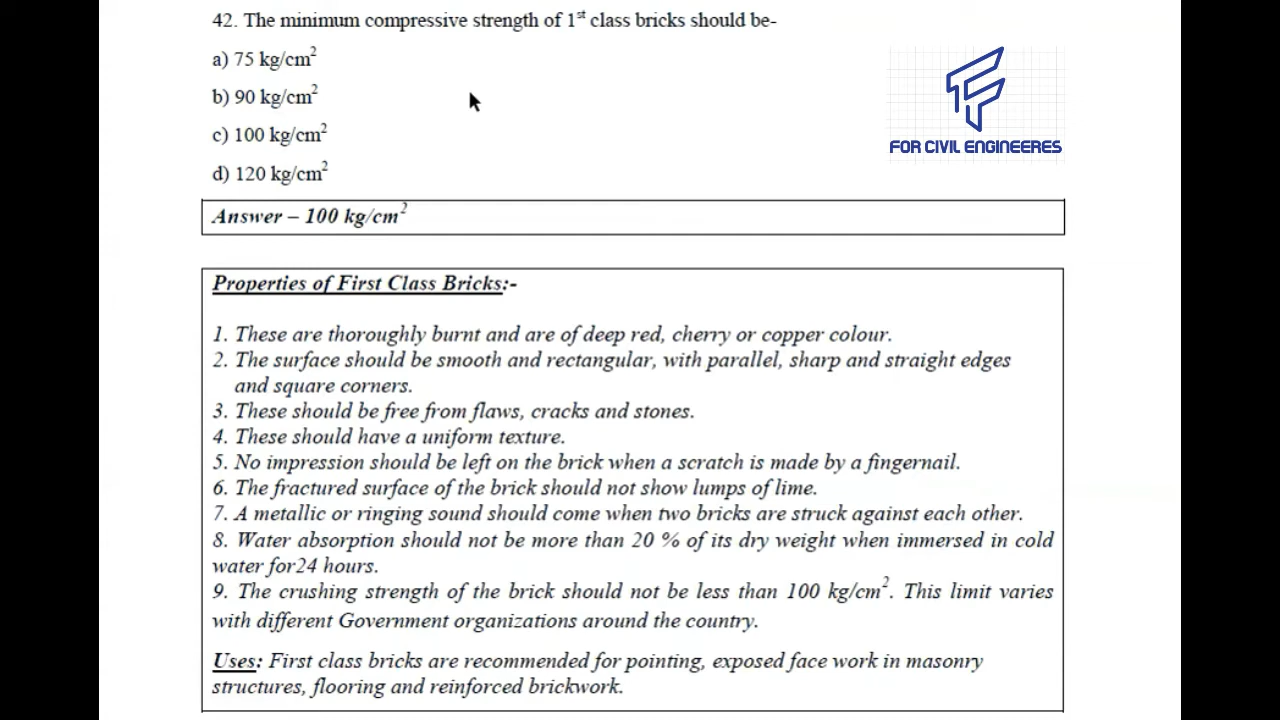 42. The minimum compressive strength of 1st class bricks should be-
a) 75 kg/cm2
b) 90 kg/cm2
c) 100 kg/cm2
d) 120 kg/cm2
FOR CIVIL ENGINEERES
Answer – 100 kg/cm2
Properties of First Class Bricks:-
1. These are thoroughly burnt and are of deep red, cherry or copper colour.
2. The surface should be smooth and rectangular, with parallel, sharp and straight edges
and square corners.
3. These should be free from flaws, cracks and stones.
4. These should have a uniform texture.
5. No impression should be left on the brick when a scratch is made by a fingernail.
6. The fractured surface of the brick should not show lumps of lime.
7. A metallic or ringing sound should come when two bricks are struck against each other.
8. Water absorption should not be more than 20 % of its dry weight when immersed in cold
water for24 hours.
9. The crushing strength of the brick should not be less than 100 kg/cm2. This limit varies
with different Government organizations around the country.
Uses: First class bricks are recommended for pointing, exposed face work in masonry
structures, flooring and reinforced brickwork.